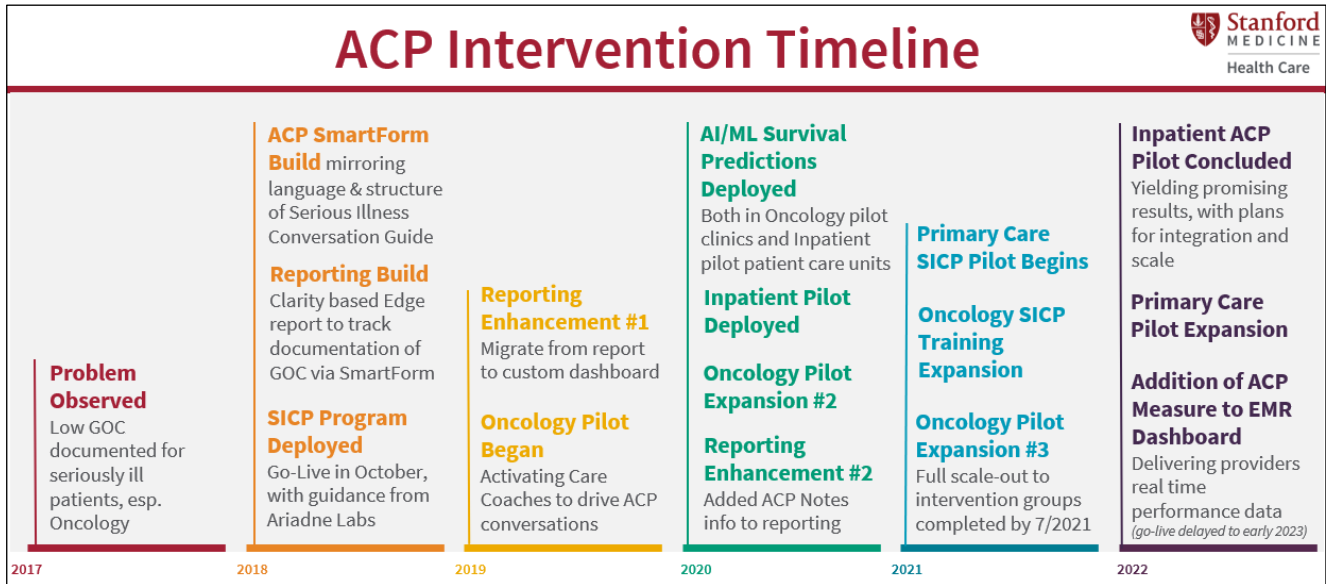 ACP Intervention Timeline
Stanford
MEDICINE
Health Care
Problem
Observed
Low GOC
documented for
seriously ill
patients, esp.
Oncology
2017
ACP SmartForm
Build mirroring
language & structure
of Serious Illness
Conversation Guide
Reporting Build
Clarity based Edge
report to track
documentation of
GOC via SmartForm
SICP Program
Deployed
Go-Live in October,
with guidance from
Ariadne Labs
2018
Reporting
Enhancement #1
Migrate from report
to custom dashboard
Oncology Pilot
Began
Activating Care
Coaches to drive ACP
conversations
2019
AI/ML Survival
Predictions
Deployed
Both in Oncology pilot
clinics and Inpatient
pilot patient care units
Inpatient Pilot
Deployed
Oncology Pilot
Expansion #2
Reporting
Enhancement #2
Added ACP Notes
info to reporting
2020
Primary Care
SICP Pilot Begins
Oncology SICP
Training
Expansion
Oncology Pilot
Expansion #3
Full scale-out to
intervention groups
completed by 7/2021
2021
Inpatient ACP
Pilot Concluded
Yielding promising
results, with plans
for integration and
scale
Primary Care
Pilot Expansion
Addition of ACP
Measure to EMR
Dashboard
Delivering providers
real time
performance data
(go-live delayed to early 2023)
2022